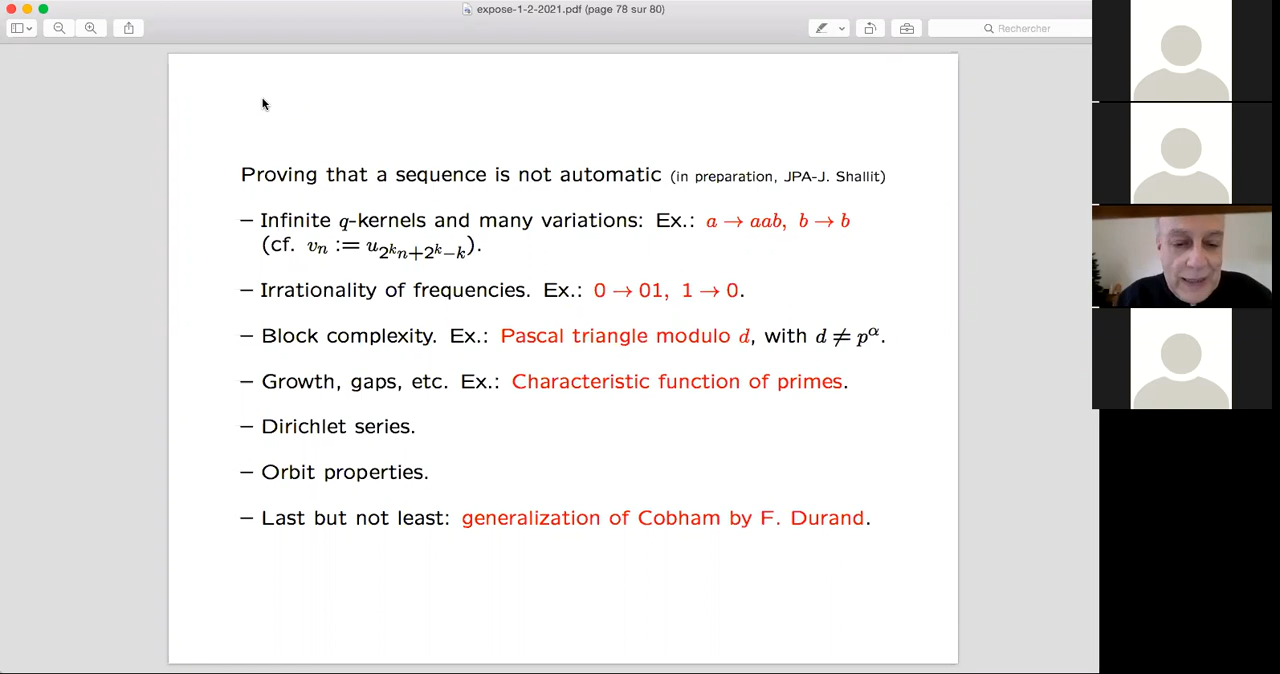 expose-1-2-2021.pdf (page 78 sur 80)
Rechercher
Proving that a sequence is not automatic (in preparation, JPA-J. Shallit)
– Infinite q-kernels and many variations: Ex.: a → aab, b → b
(cf. vₙ := u_{2^k n+2^k−k}).
– Irrationality of frequencies. Ex.: 0 → 01, 1 → 0.
– Block complexity. Ex.: Pascal triangle modulo d, with d ≠ p^α.
– Growth, gaps, etc. Ex.: Characteristic function of primes.
– Dirichlet series.
– Orbit properties.
– Last but not least: generalization of Cobham by F. Durand.